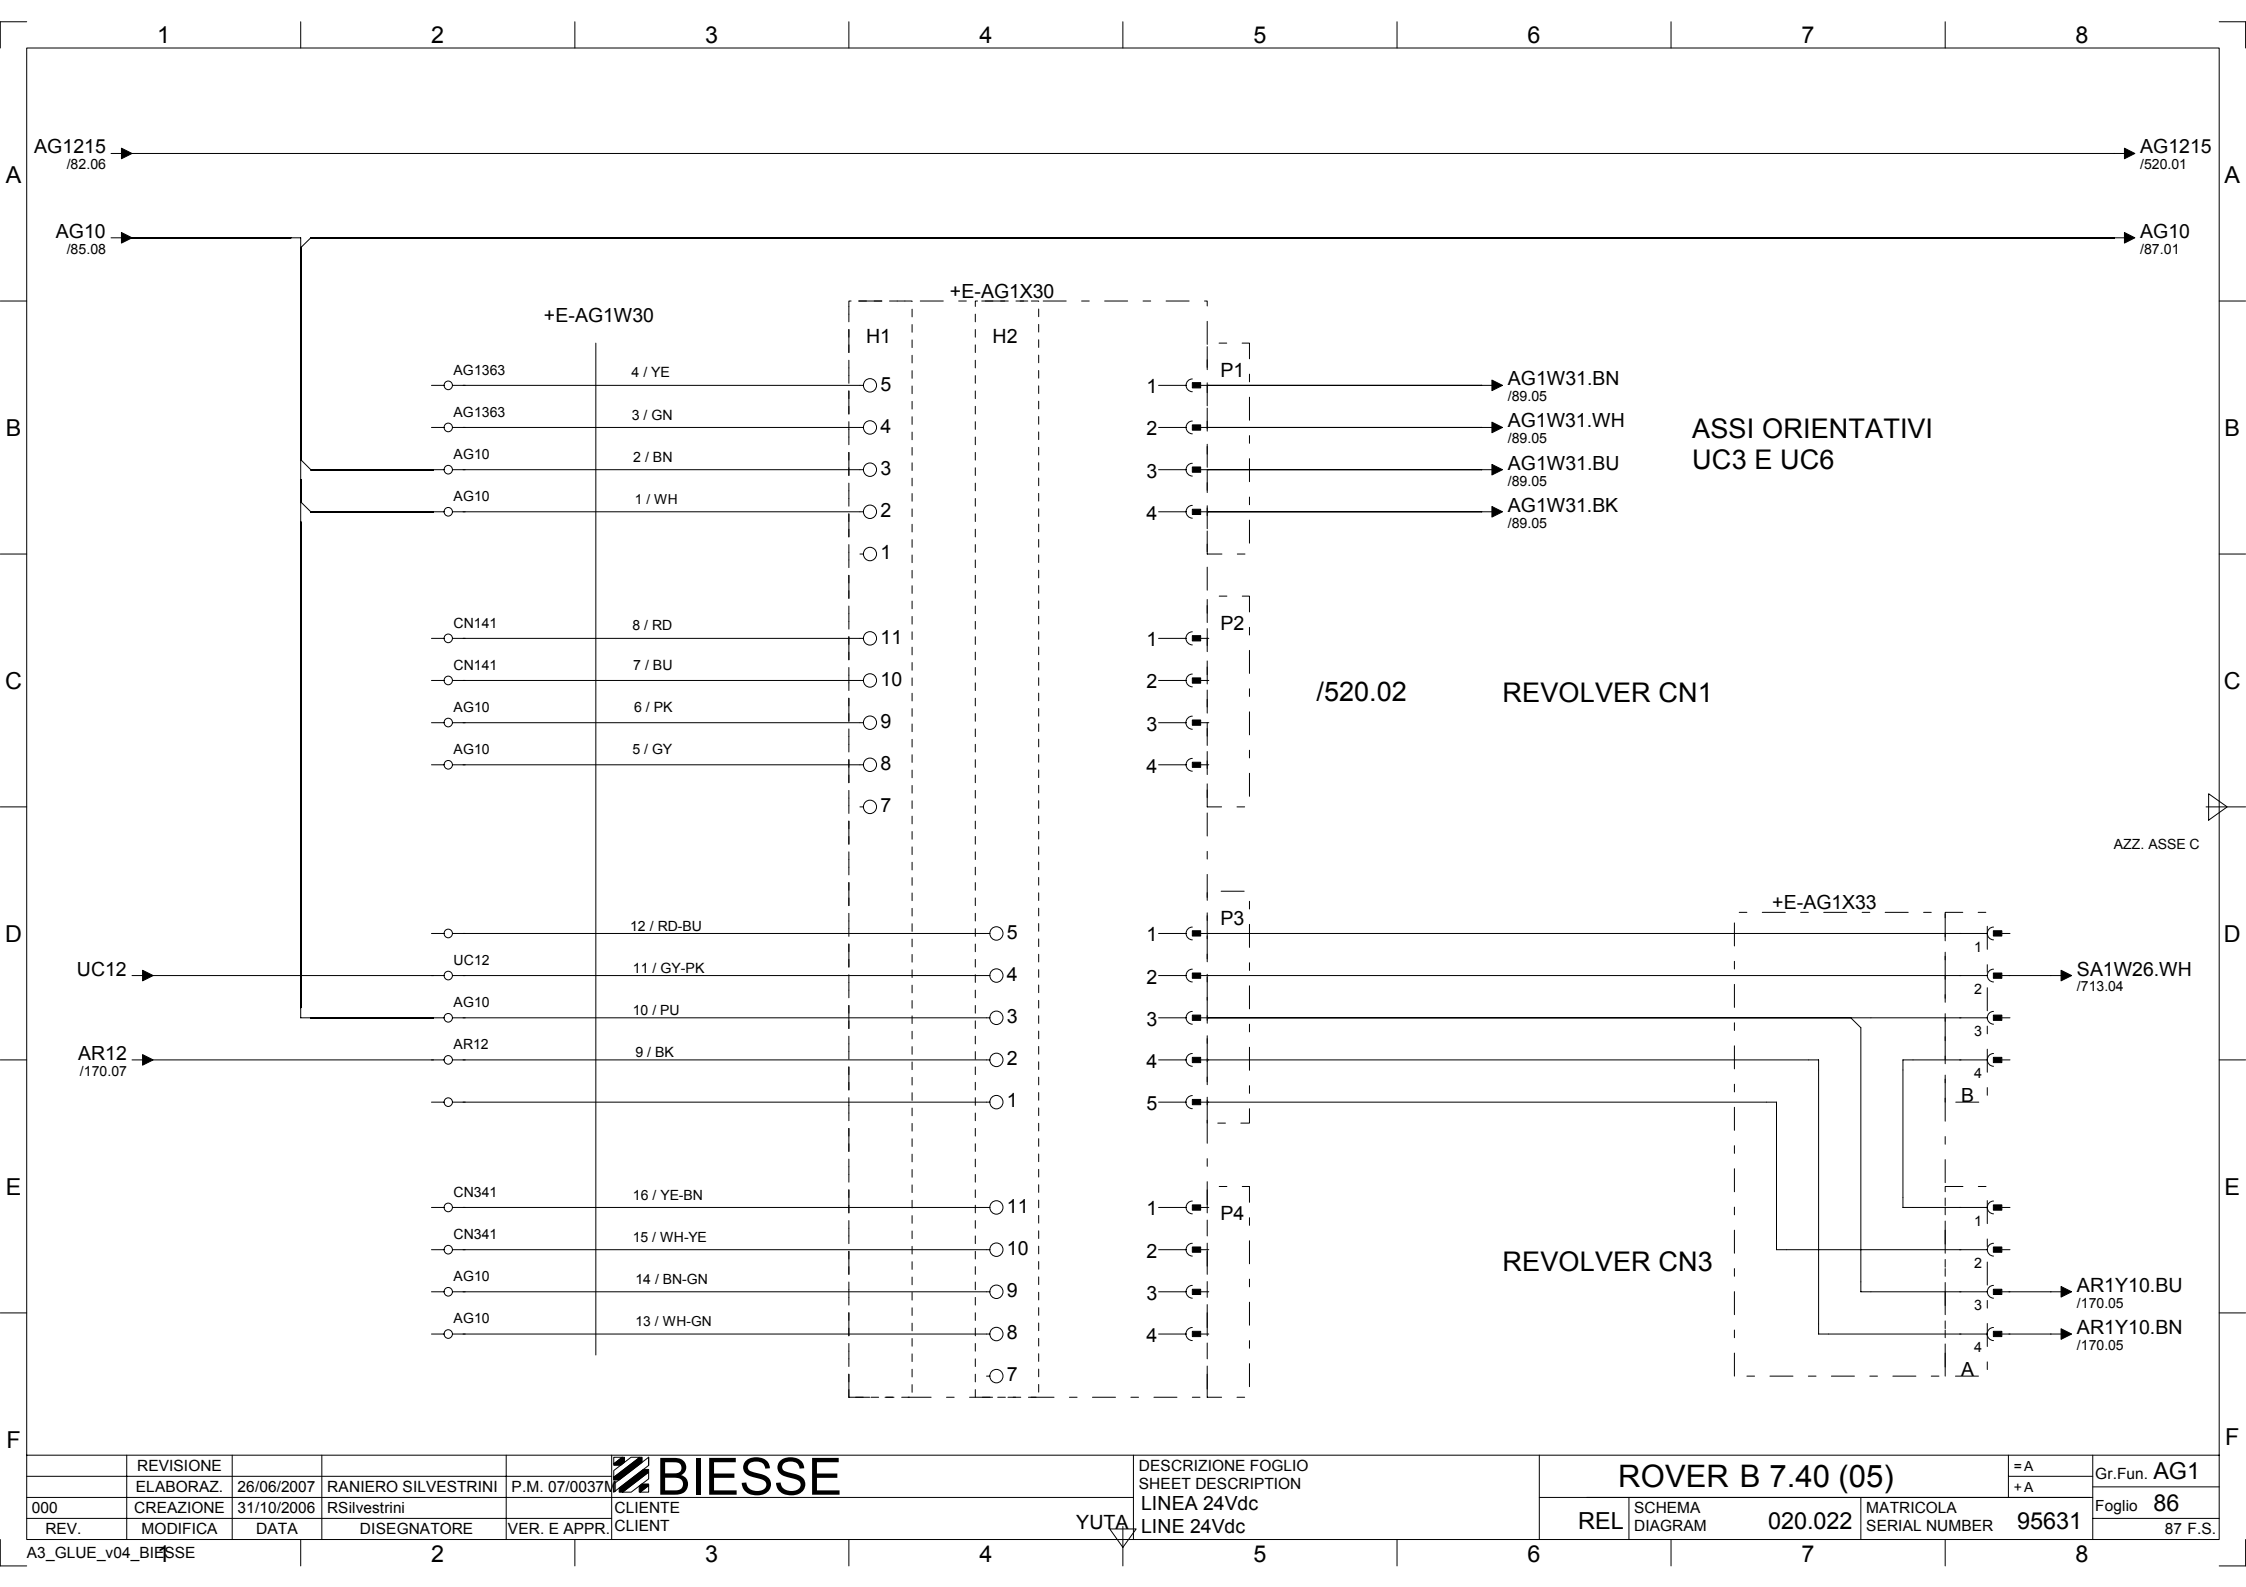 1 2 3 4 5 6 7 8
AG1215
/82.06
AG1215
/520.01
A A
AG10
/85.08
AG10
/87.01
+E-AG1X30
+E-AG1W30
H1 H2
P1
AG1363 4 / YE 5 1 AG1W31.BN
/89.05
AG1363 3 / GN 4 2 AG1W31.WH
/89.05
B ASSI ORIENTATIVI B
UC3 E UC6
AG10 2 / BN 3 3 AG1W31.BU
/89.05
AG10 1 / WH 2 4 AG1W31.BK
/89.05
1
P2
CN141 8 / RD 11 1
CN141 7 / BU 10 2
C /520.02 REVOLVER CN1 C
AG10 6 / PK 9 3
AG10 5 / GY 8 4
7
AZZ. ASSE C
+E-AG1X33
P3
D 12 / RD-BU 5 1 1 D
UC12 UC12 11 / GY-PK 4 2 2 SA1W26.WH
/713.04
AG10 10 / PU 3 3 3
AR12 AR12 9 / BK 2 4 4
/170.07
1 5 B
E E
P4
CN341 16 / YE-BN 11 1 1
CN341 15 / WH-YE 10 2 2
REVOLVER CN3
AG10 14 / BN-GN 9 3 3 AR1Y10.BU
/170.05
AG10 13 / WH-GN 8 4 4 AR1Y10.BN
/170.05
7 A
F F
REVISIONE
ELABORAZ. 26/06/2007 RANIERO SILVESTRINI P.M. 07/0037M
000 CREAZIONE 31/10/2006 RSilvestrini
REV. MODIFICA DATA DISEGNATORE VER. E APPR.
BIESSE
CLIENTE
CLIENT
YUTA
DESCRIZIONE FOGLIO
SHEET DESCRIPTION
LINEA 24Vdc
LINE 24Vdc
ROVER B 7.40 (05)
REL SCHEMA
DIAGRAM 020.022
MATRICOLA
SERIAL NUMBER 95631
= A
+ A
Gr.Fun. AG1
Foglio 86
87 F.S.
A3_GLUE_v04_BIESSE
1 2 3 4 5 6 7 8